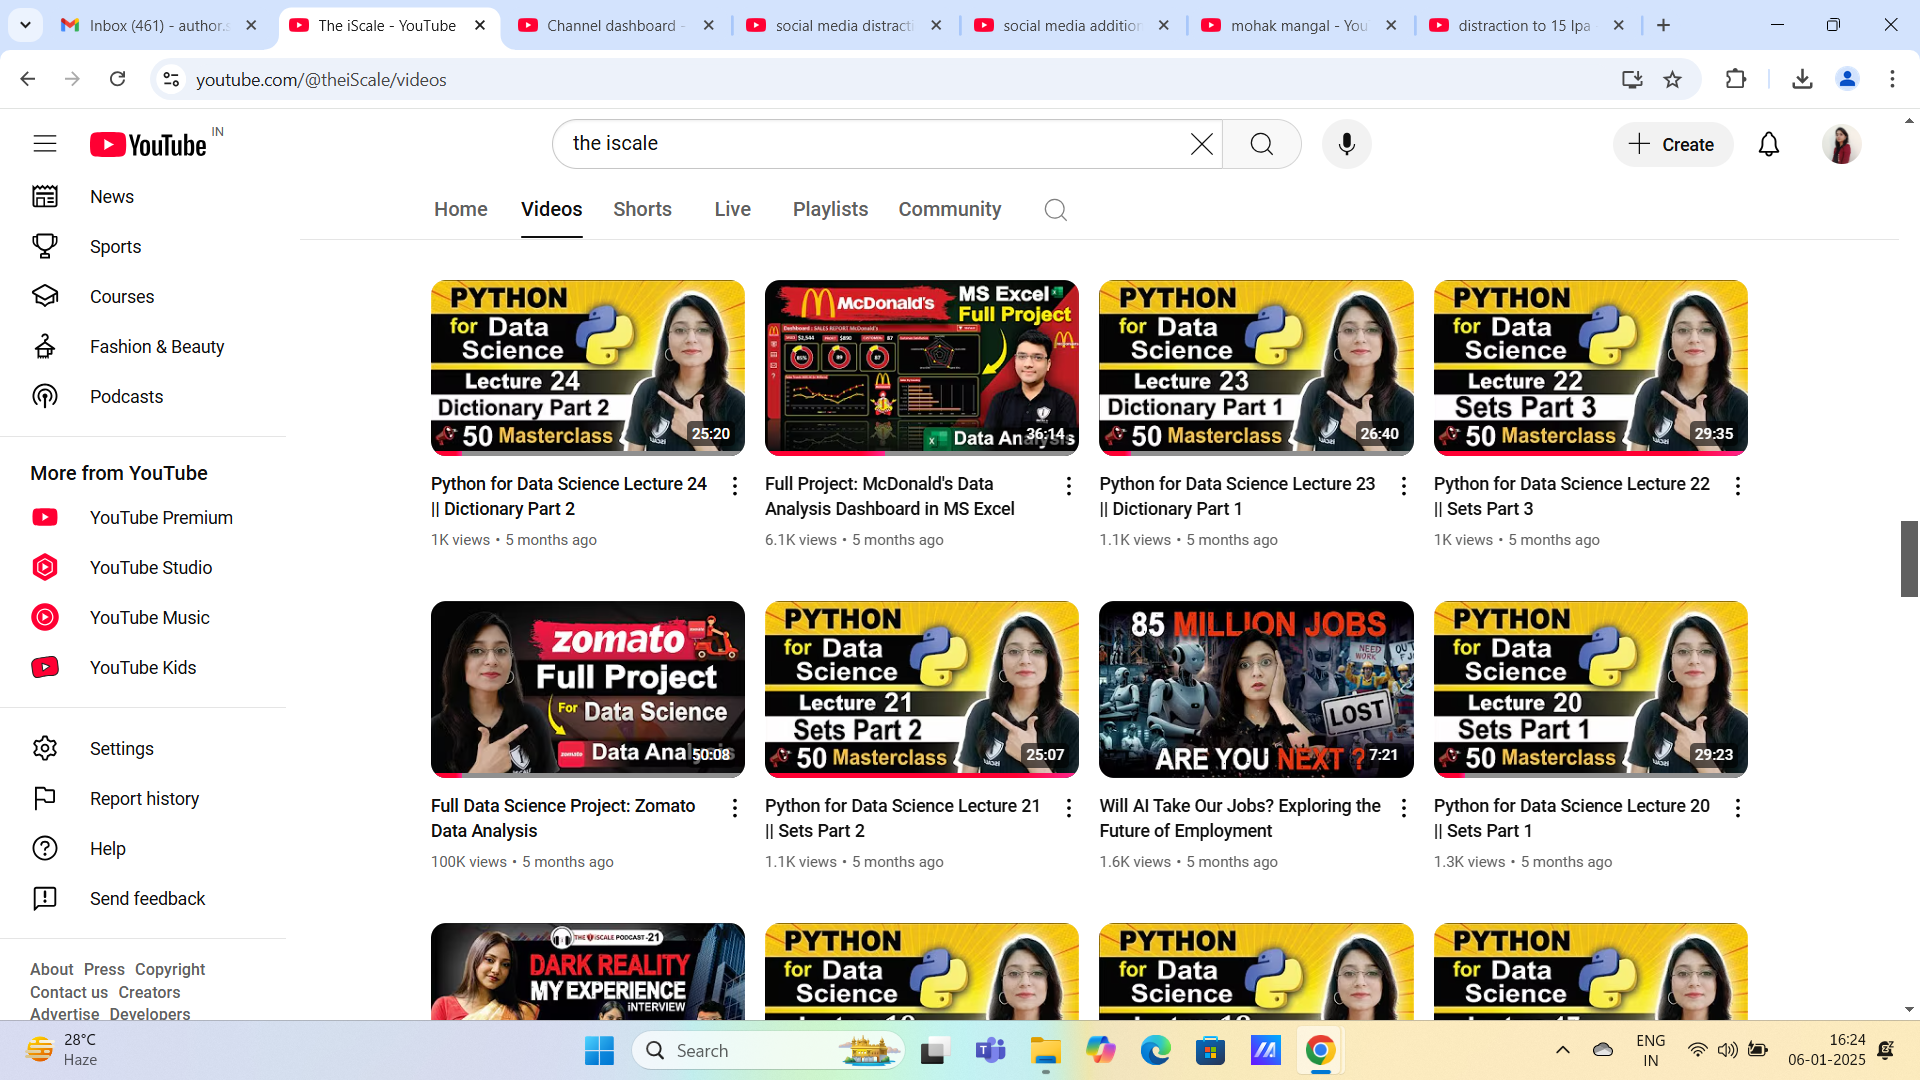 Inbox (461) - author.s
The iScale - YouTube
Channel dashboard -
social media distracti
social media addition
mohak mangal - You
distraction to 15 lpa
youtube.com/@theiScale/videos
YouTube IN
the iscale
Create
News
Sports
Courses
Fashion & Beauty
Podcasts
More from YouTube
YouTube Premium
YouTube Studio
YouTube Music
YouTube Kids
Settings
Report history
Help
Send feedback
About Press Copyright
Contact us Creators
Advertise Developers
Home Videos Shorts Live Playlists Community
PYTHON
for Data
Science
Lecture 24
Dictionary Part 2
50 Masterclass
25:20
Python for Data Science Lecture 24
|| Dictionary Part 2
1K views • 5 months ago
McDonald's
MS Excel
Full Project
Data Analysis
36:14
Full Project: McDonald's Data
Analysis Dashboard in MS Excel
6.1K views • 5 months ago
PYTHON
for Data
Science
Lecture 23
Dictionary Part 1
50 Masterclass
26:40
Python for Data Science Lecture 23
|| Dictionary Part 1
1.1K views • 5 months ago
PYTHON
for Data
Science
Lecture 22
Sets Part 3
50 Masterclass
29:35
Python for Data Science Lecture 22
|| Sets Part 3
1K views • 5 months ago
zomato
Full Project
For Data Science
zomato Data Analysis
50:08
Full Data Science Project: Zomato
Data Analysis
100K views • 5 months ago
PYTHON
for Data
Science
Lecture 21
Sets Part 2
50 Masterclass
25:07
Python for Data Science Lecture 21
|| Sets Part 2
1.1K views • 5 months ago
85 MILLION JOBS
NEED
WORK
LOST
ARE YOU NEXT ?
7:21
Will AI Take Our Jobs? Exploring the
Future of Employment
1.6K views • 5 months ago
PYTHON
for Data
Science
Lecture 20
Sets Part 1
50 Masterclass
29:23
Python for Data Science Lecture 20
|| Sets Part 1
1.3K views • 5 months ago
THE iSCALE PODCAST -21
DARK REALITY
MY EXPERIENCE
iNTERVIEW
PYTHON
for Data
Science
PYTHON
for Data
Science
PYTHON
for Data
Science
28°C
Haze
Search
ENG
IN
16:24
06-01-2025